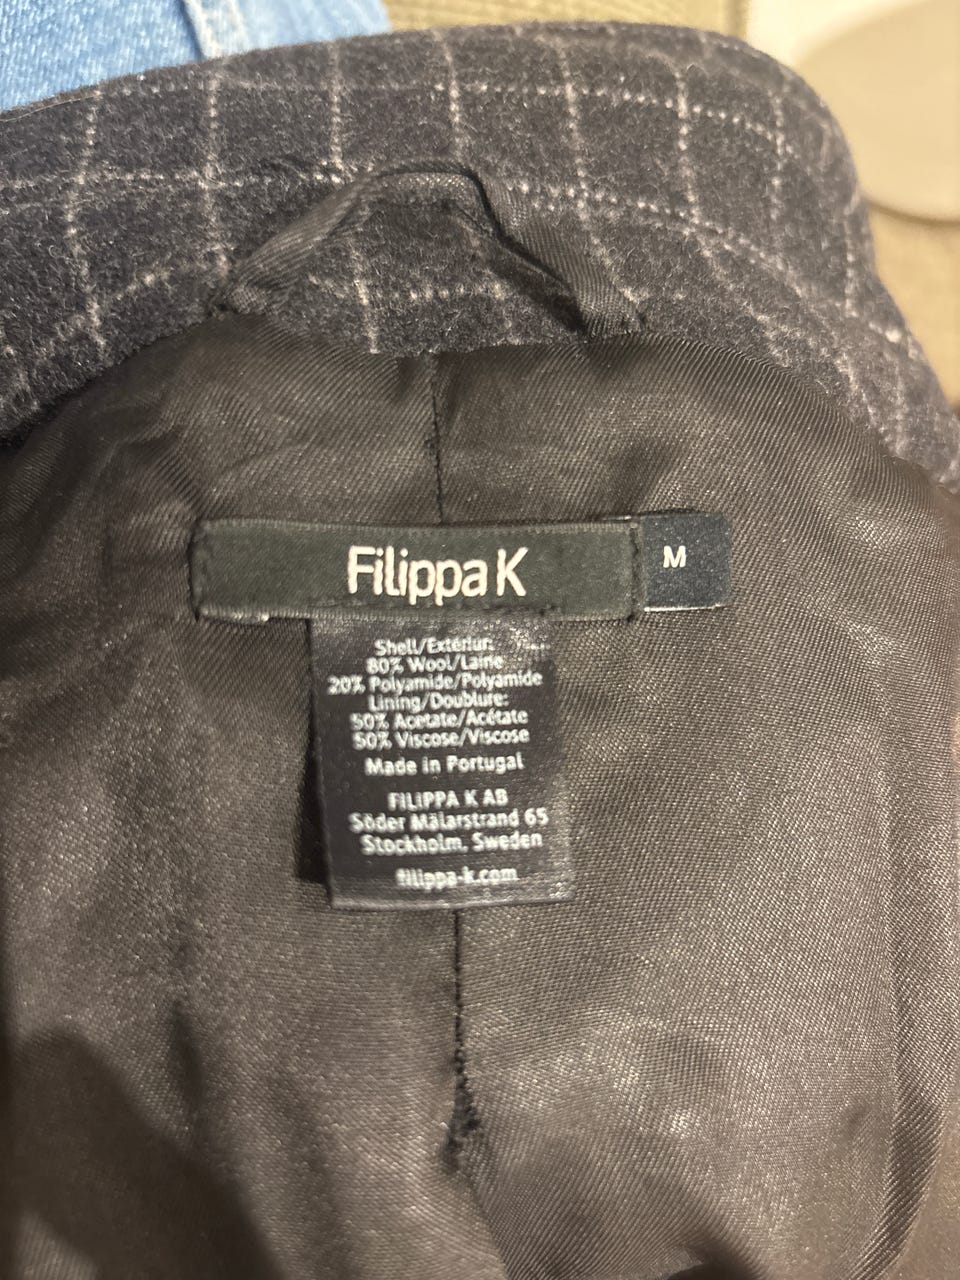 Filippa K
M
Shell/Extérieur:
80% Wool/Laine
20% Polyamide/Polyamide
Lining/Doublure:
50% Acetate/Acétate
50% Viscose/Viscose
Made in Portugal
FILIPPA K AB
Söder Mälarstrand 65
Stockholm, Sweden
filippa-k.com